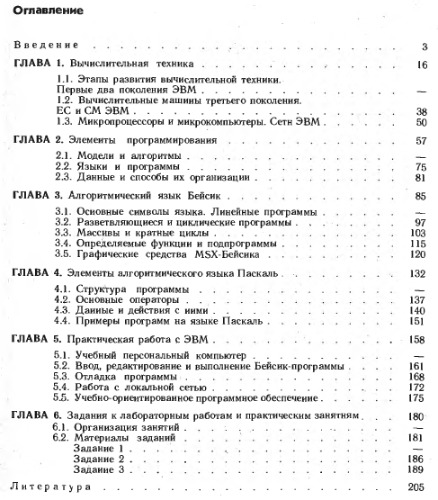 Оглавление
Введение . . . . . . . . . . . . . . 3
ГЛАВА 1. Вычислительная техника . . . . . . . . . 16
1.1. Этапы развития вычислительной техники.
Первые два поколения ЭВМ . . . . . . . . . —
1.2. Вычислительные машины третьего поколения.
ЕС и СМ ЭВМ . . . . . . . . . . . . 38
1.3. Микропроцессоры и микрокомпьютеры. Сети ЭВМ . . . . 50
ГЛАВА 2. Элементы программирования . . . . . . . . 57
2.1. Модели и алгоритмы . . . . . . . . . . —
2.2. Языки и программы . . . . . . . . . . 75
2.3. Данные и способы их организации . . . . . . . 81
ГЛАВА 3. Алгоритмический язык Бейсик . . . . . . . 85
3.1. Основные символы языка. Линейные программы . . . . —
3.2. Разветвляющиеся и циклические программы . . . . . 97
3.3. Массивы и кратные циклы . . . . . . . . . 103
3.4. Определяемые функции и подпрограммы . . . . . . 115
3.5. Графические средства MSX-Бейсика . . . . . . . 120
ГЛАВА 4. Элементы алгоритмического языка Паскаль . . . . 132
4.1. Структура программы . . . . . . . . . . —
4.2. Основные операторы . . . . . . . . . . 137
4.3. Данные и действия с ними . . . . . . . . . 140
4.4. Примеры программ на языке Паскаль . . . . . . 151
ГЛАВА 5. Практическая работа с ЭВМ . . . . . . . . 158
5.1. Учебный персональный компьютер . . . . . . . —
5.2. Ввод, редактирование и выполнение Бейсик-программы . . 161
5.3. Отладка программы . . . . . . . . . . 168
5.4. Работа с локальной сетью . . . . . . . . . 172
5.5. Учебно-ориентированное программное обеспечение . . . 175
ГЛАВА 6. Задания к лабораторным работам и практическим занятиям . 180
6.1. Организация занятий . . . . . . . . . . —
6.2. Материалы заданий . . . . . . . . . . 181
Задание 1 . . . . . . . . . . . . —
Задание 2 . . . . . . . . . . . . 186
Задание 3 . . . . . . . . . . . . 189
Литература . . . . . . . . . . . . . 205